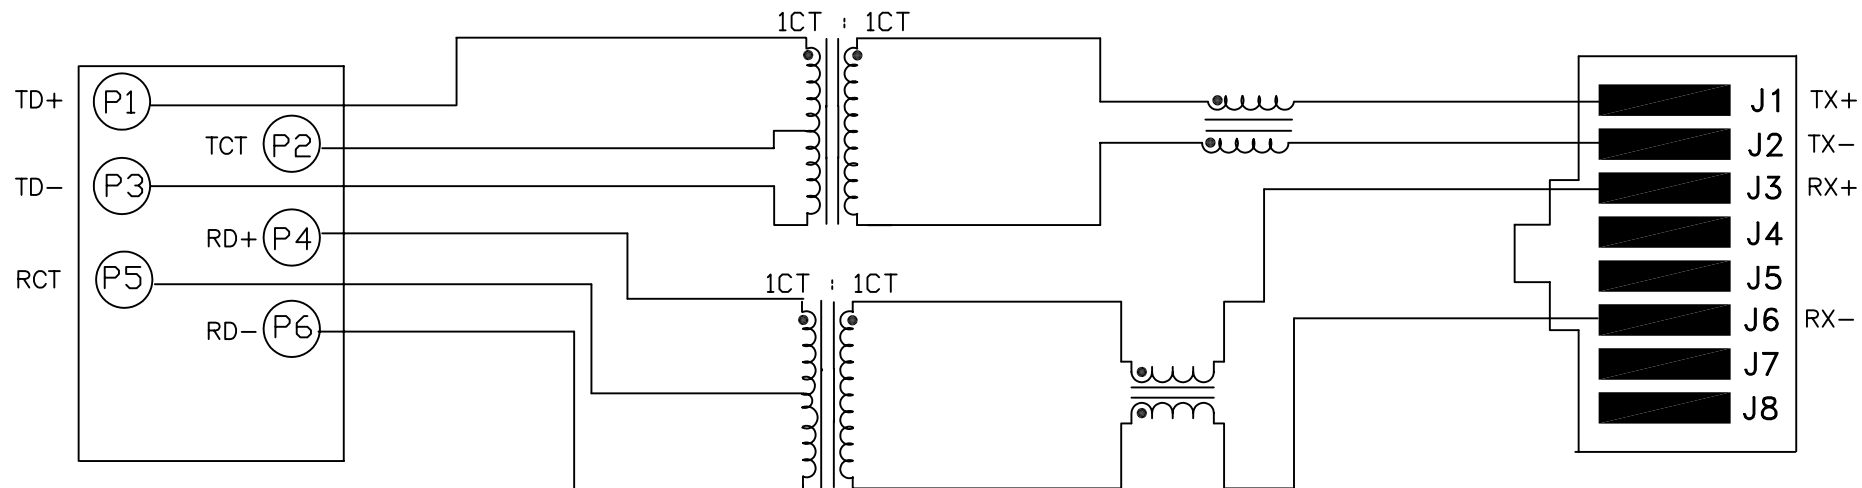 1CT : 1CT
TD+ P1
TCT P2
TD- P3
RD+ P4
RCT P5
RD- P6
1CT : 1CT
J1 TX+
J2 TX-
J3 RX+
J4
J5
J6 RX-
J7
J8